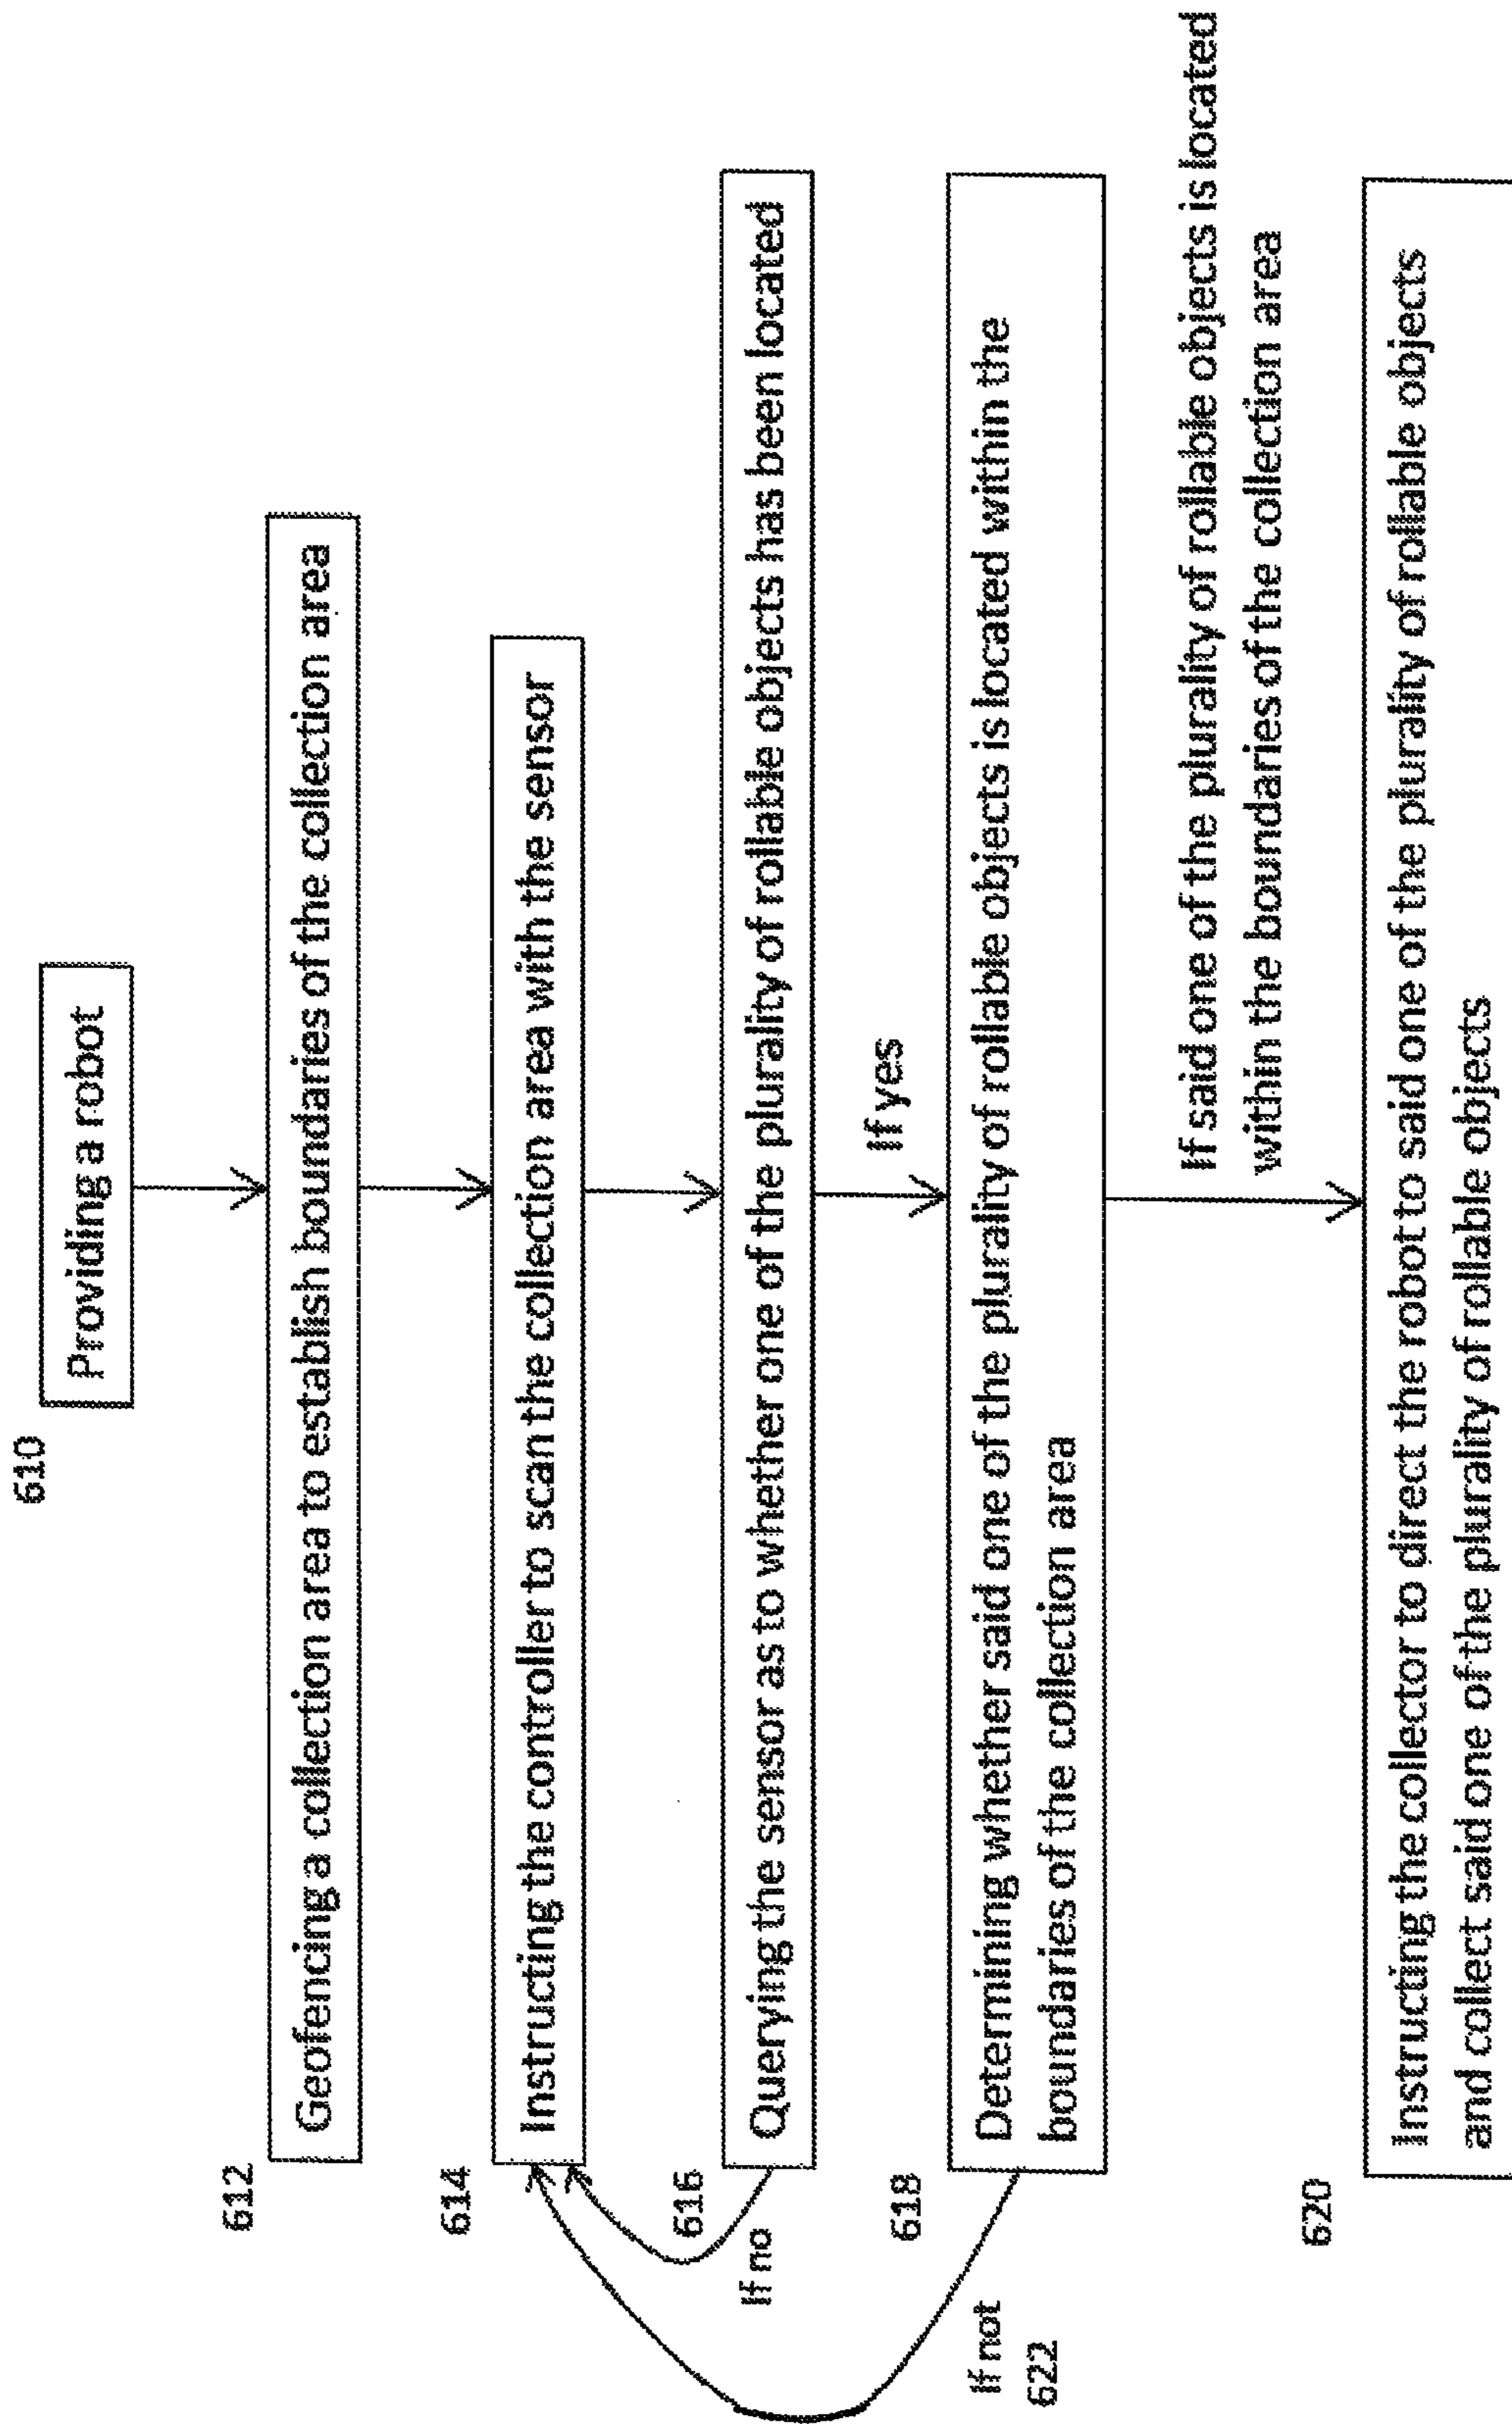 610
Providing a robot
612
Geofencing a collection area to establish boundaries of the collection area
614
Instructing the controller to scan the collection area with the sensor
616
Querying the sensor as to whether one of the plurality of rollable objects has been located
If no
If yes
618
Determining whether said one of the plurality of rollable objects is located within the
boundaries of the collection area
If not
622
If said one of the plurality of rollable objects is located
within the boundaries of the collection area
620
Instructing the collector to direct the robot to said one of the plurality of rollable objects
and collect said one of the plurality of rollable objects